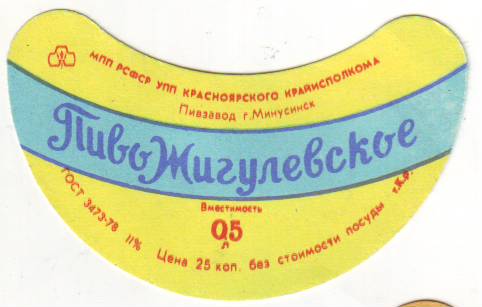 МПП РСФСР УПП КРАСНОЯРСКОГО КРАЙИСПОЛКОМА
Пивзавод г.Минусинск
Пиво Жигулевское
Вместимость
0,5
л
ГОСТ 3473-78 11% Цена 25 коп. без стоимости посуды г.Кр.